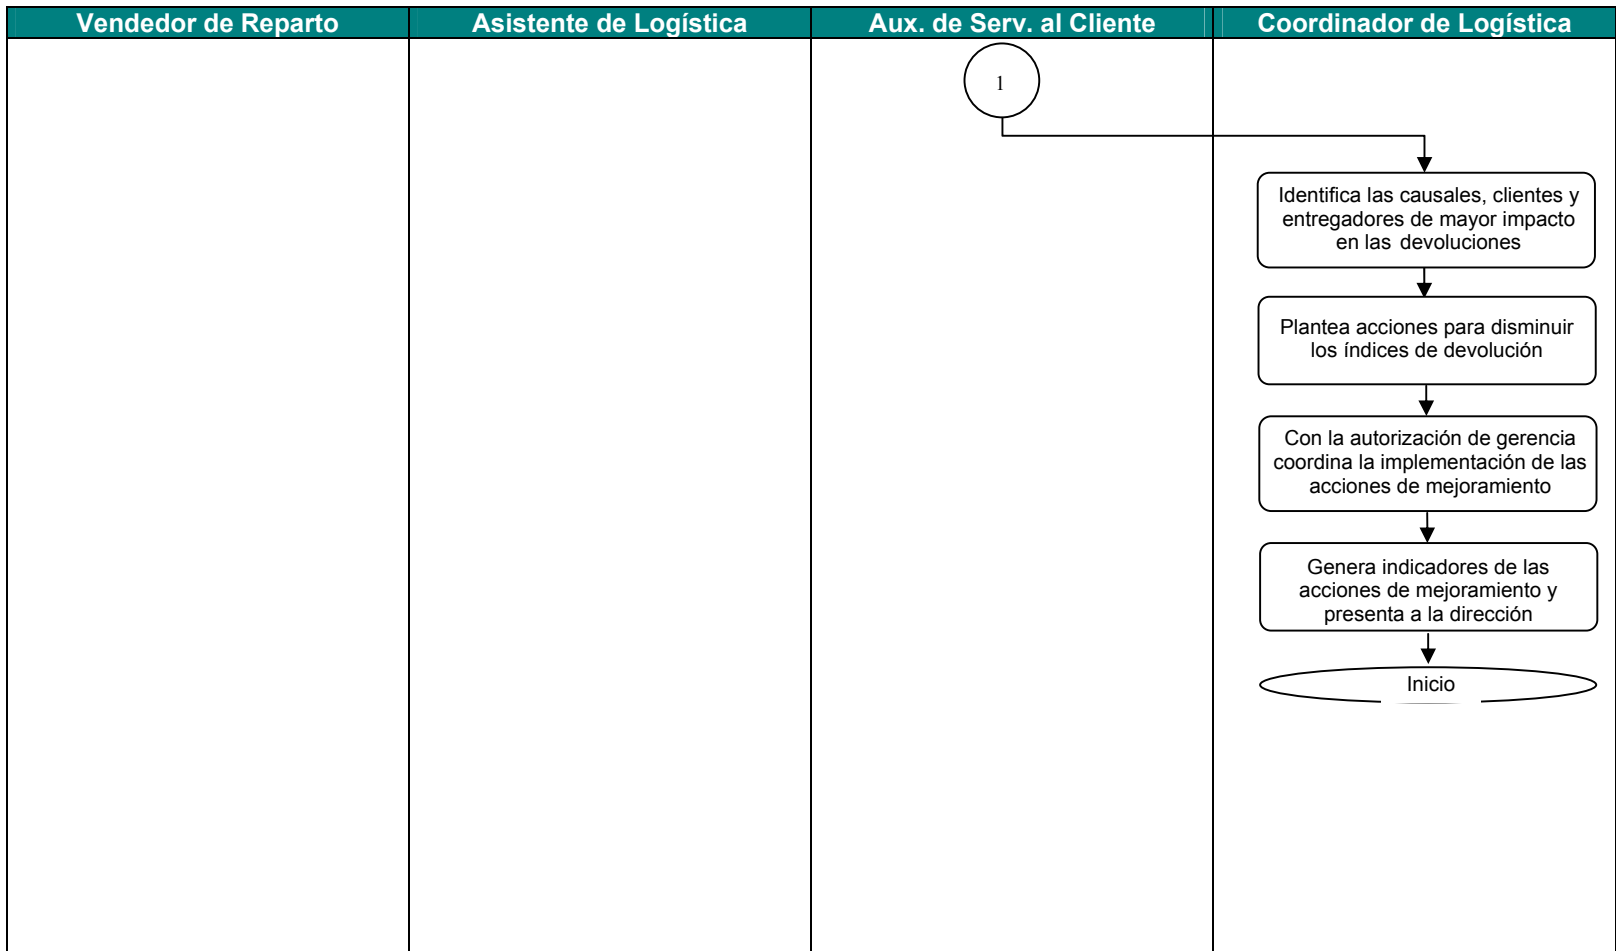 Vendedor de Reparto
Asistente de Logística
Aux. de Serv. al Cliente
Coordinador de Logística
1
Identifica las causales, clientes y
entregadores de mayor impacto
en las devoluciones
Plantea acciones para disminuir
los índices de devolución
Con la autorización de gerencia
coordina la implementación de las
acciones de mejoramiento
Genera indicadores de las
acciones de mejoramiento y
presenta a la dirección
Inicio